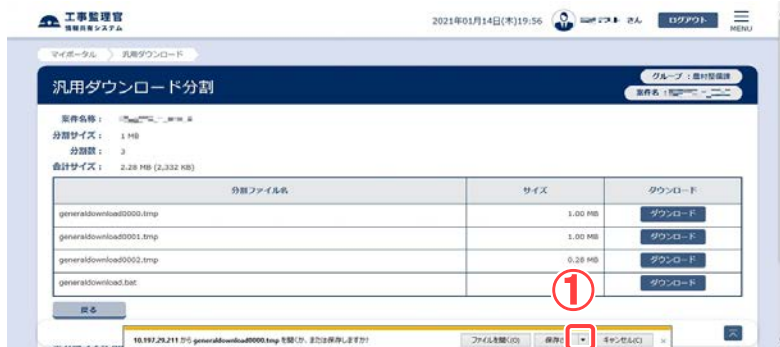 工事監理官
情報共有システム
2021年01月14日(木)19:56
さん
ログアウト
MENU
マイポータル
汎用ダウンロード
汎用ダウンロード分割
グループ：農村整備課
案件名：
案件名称：
分割サイズ： 1 MB
分割数： 3
合計サイズ： 2.28 MB (2,332 KB)
分割ファイル名 サイズ ダウンロード
generaldownload0000.tmp 1.00 MB ダウンロード
generaldownload0001.tmp 1.00 MB ダウンロード
generaldownload0002.tmp 0.28 MB ダウンロード
generaldownload.bat ダウンロード
①
戻る
10.197.29.211 から generaldownload0000.tmp を開くか、または保存しますか?
ファイルを開く(O) 保存 ▼ キャンセル(C) ×